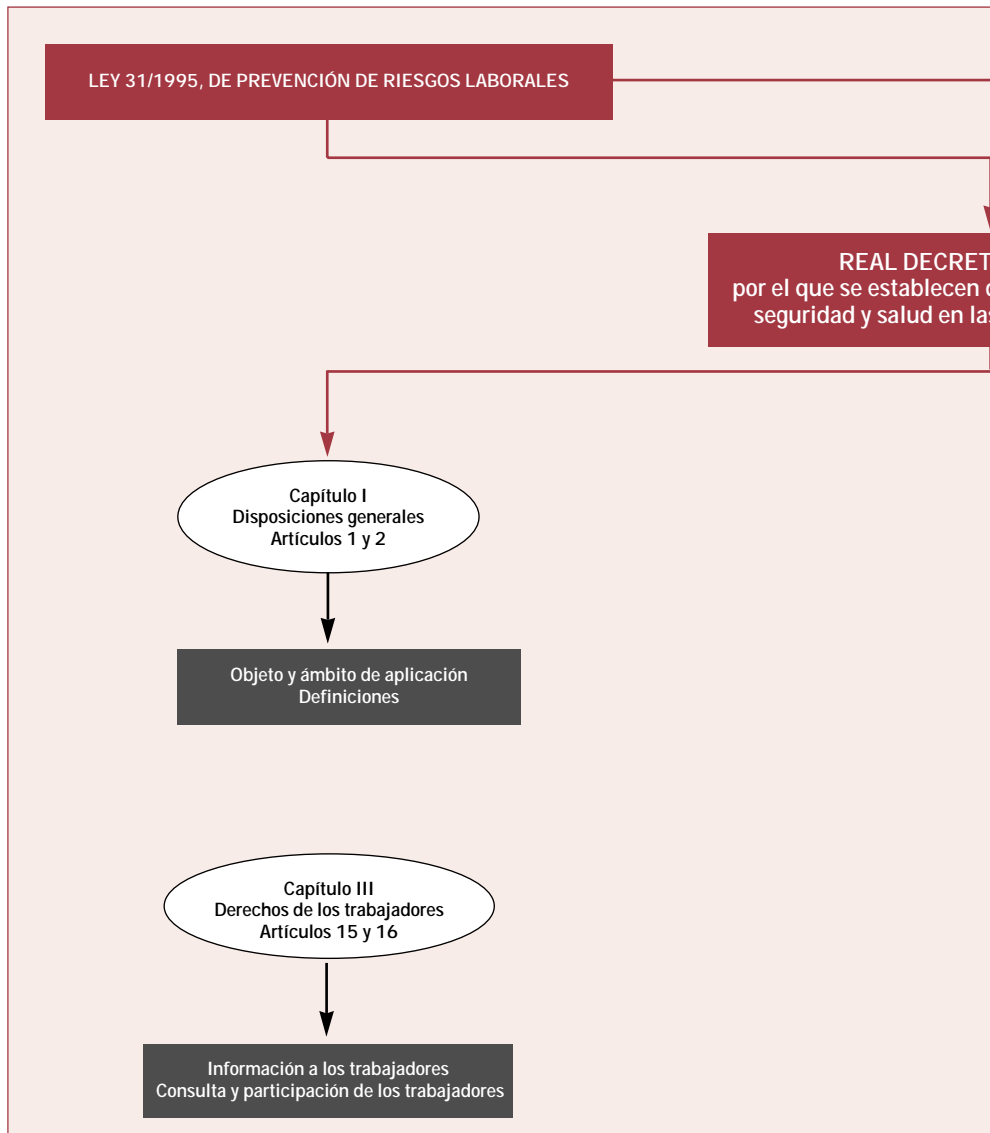 LEY 31/1995, DE PREVENCIÓN DE RIESGOS LABORALES
REAL DECRET
por el que se establecen
seguridad y salud en las
Capítulo I
Disposiciones generales
Artículos 1 y 2
Objeto y ámbito de aplicación
Definiciones
Capítulo III
Derechos de los trabajadores
Artículos 15 y 16
Información a los trabajadores
Consulta y participación de los trabajadores